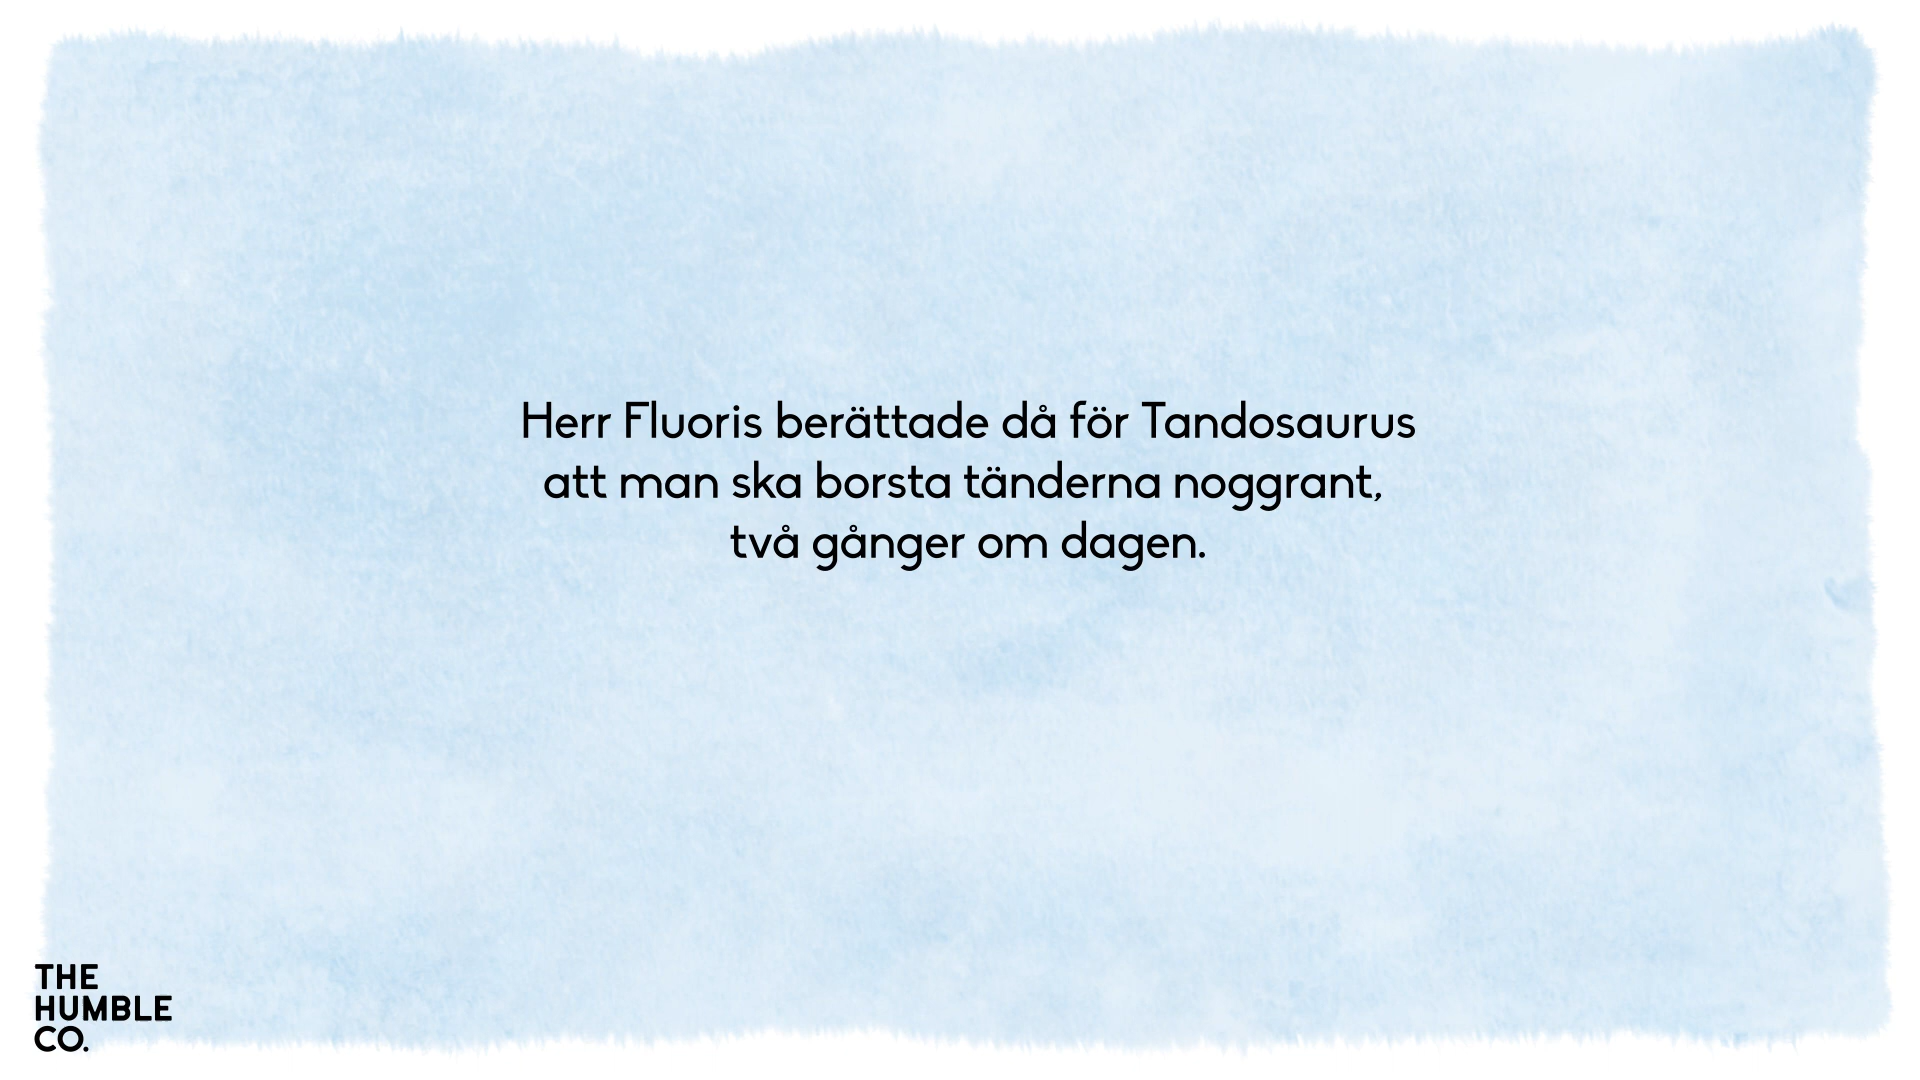 Herr Fluoris berättade då för Tandosaurus
att man ska borsta tänderna noggrant,
två gånger om dagen.
THE
HUMBLE
CO.